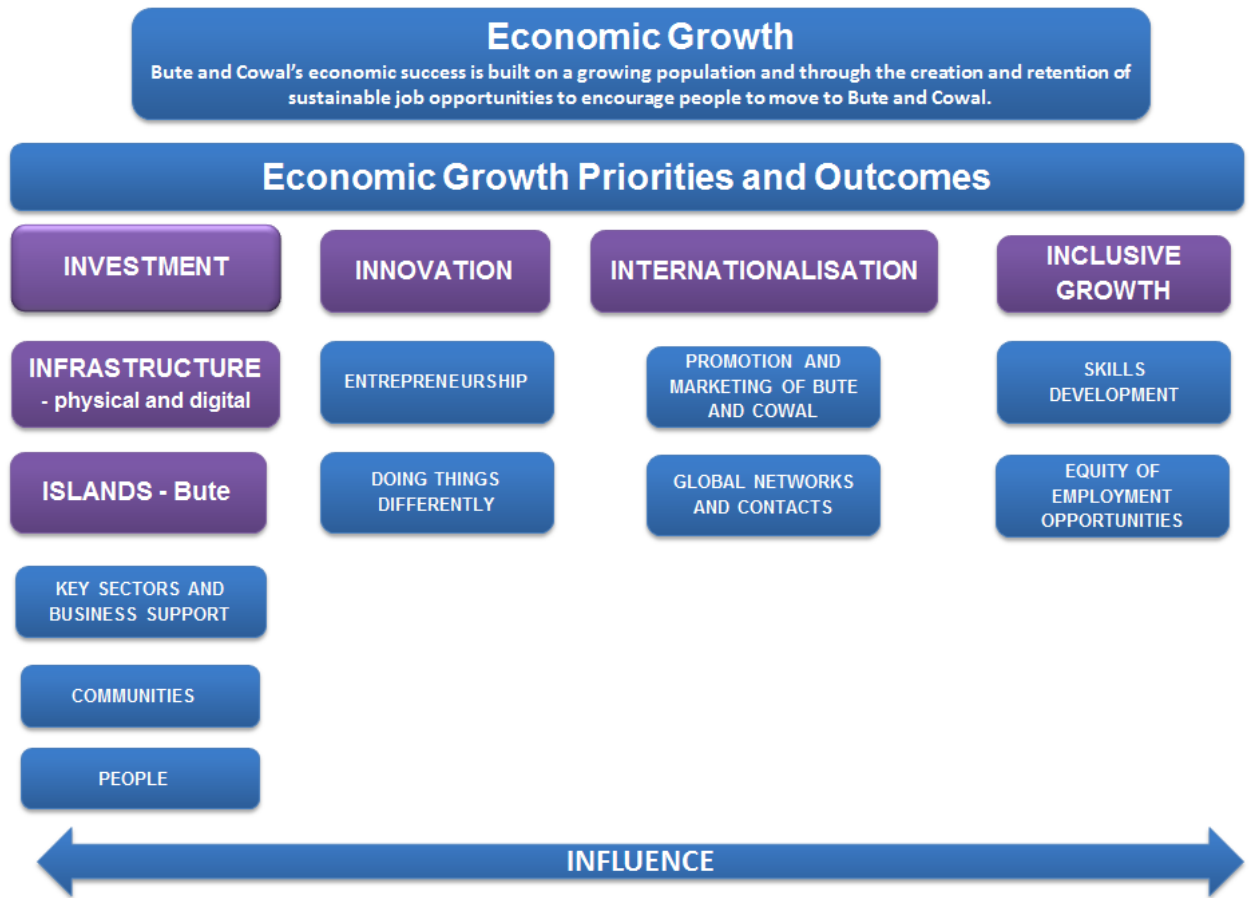 Economic Growth
Bute and Cowal's economic success is built on a growing population and through the creation and retention of
sustainable job opportunities to encourage people to move to Bute and Cowal.
Economic Growth Priorities and Outcomes
INVESTMENT
INFRASTRUCTURE
- physical and digital
ISLANDS - Bute
KEY SECTORS AND
BUSINESS SUPPORT
COMMUNITIES
PEOPLE
INNOVATION
ENTREPRENEURSHIP
DOING THINGS
DIFFERENTLY
INTERNATIONALISATION
PROMOTION AND
MARKETING OF BUTE
AND COWAL
GLOBAL NETWORKS
AND CONTACTS
INCLUSIVE
GROWTH
SKILLS
DEVELOPMENT
EQUITY OF
EMPLOYMENT
OPPORTUNITIES
INFLUENCE